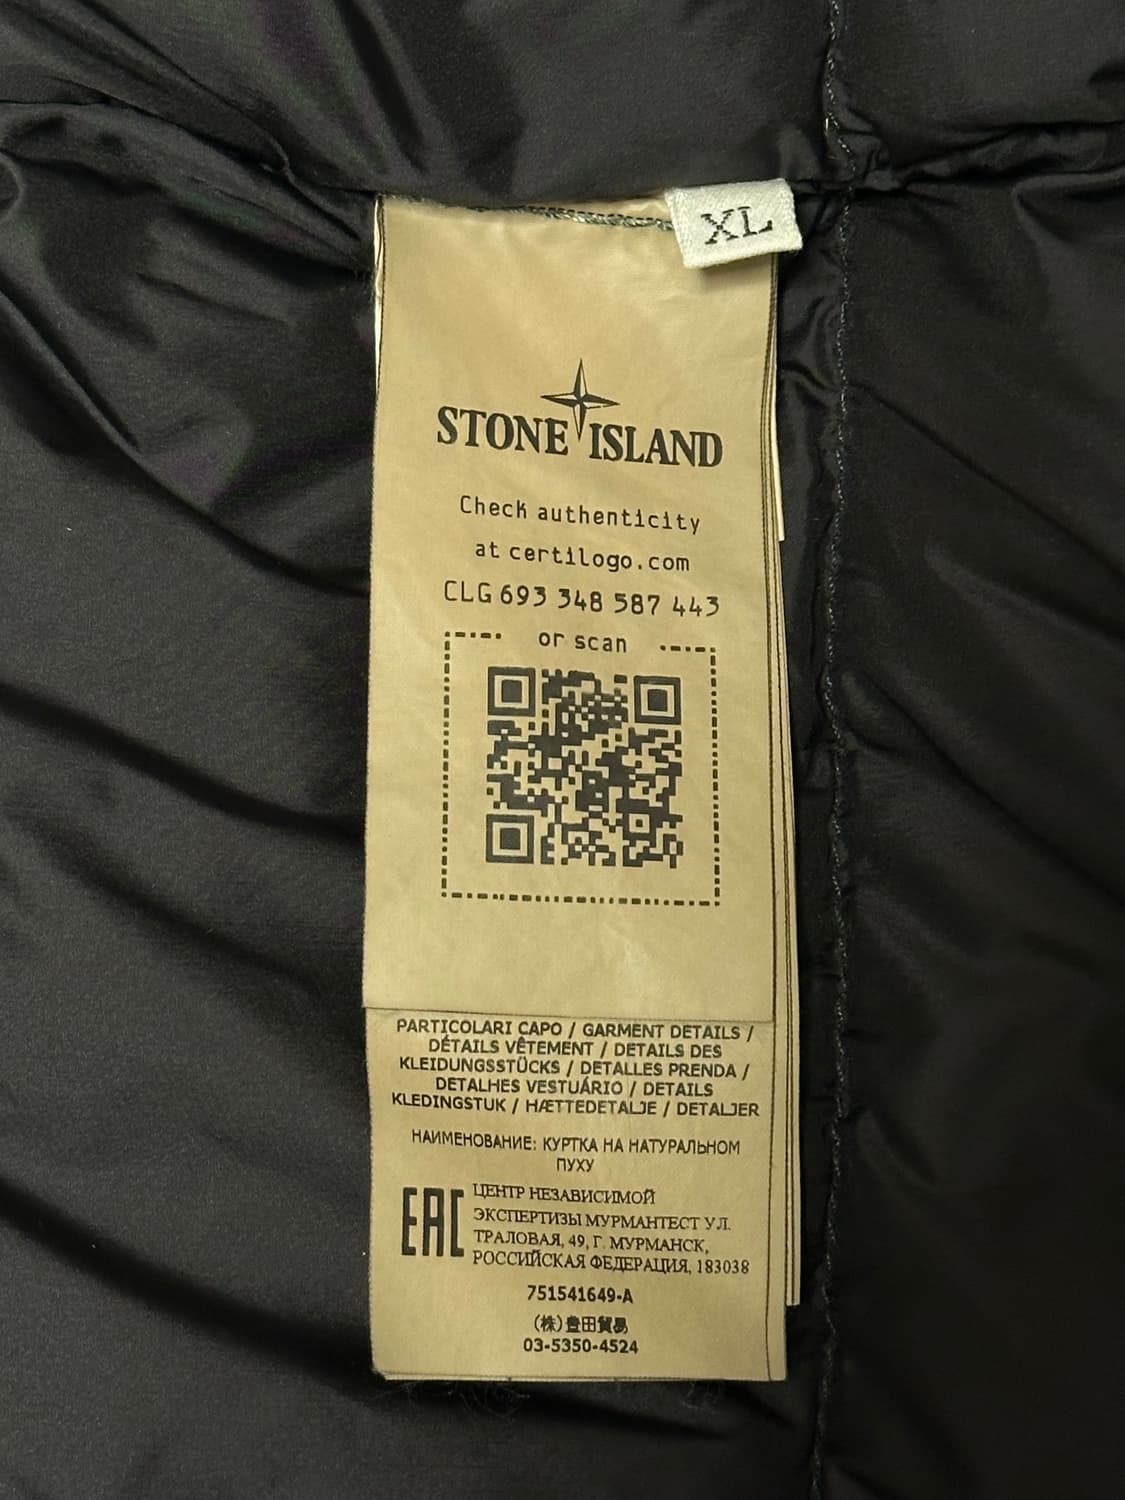 XL
STONE ISLAND
Check authenticity
at certilogo.com
CLG 693 348 587 443
or scan
PARTICOLARI CAPO / GARMENT DETAILS /
DÉTAILS VÊTEMENT / DETAILS DES
KLEIDUNGSSTÜCKS / DETALLES PRENDA /
DETALHES VESTUÁRIO / DETAILS
KLEDINGSTUK / HÆTTEDETALJE / DETALJER
НАИМЕНОВАНИЕ: КУРТКА НА НАТУРАЛЬНОМ
ПУХУ
EAC
ЦЕНТР НЕЗАВИСИМОЙ
ЭКСПЕРТИЗЫ МУРМАНТЕСТ УЛ.
ТРАЛОВАЯ, 49, Г. МУРМАНСК,
РОССИЙСКАЯ ФЕДЕРАЦИЯ, 183038
751541649-A
(株)豊田貿易
03-5350-4524